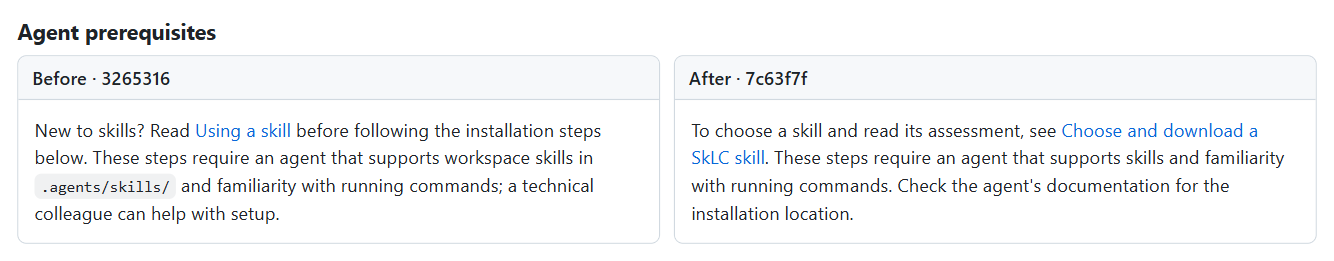 Agent prerequisites
Before · 3265316
New to skills? Read Using a skill before following the installation steps
below. These steps require an agent that supports workspace skills in
.agents/skills/ and familiarity with running commands; a technical
colleague can help with setup.
After · 7c63f7f
To choose a skill and read its assessment, see Choose and download a
SkLC skill. These steps require an agent that supports skills and familiarity
with running commands. Check the agent's documentation for the
installation location.